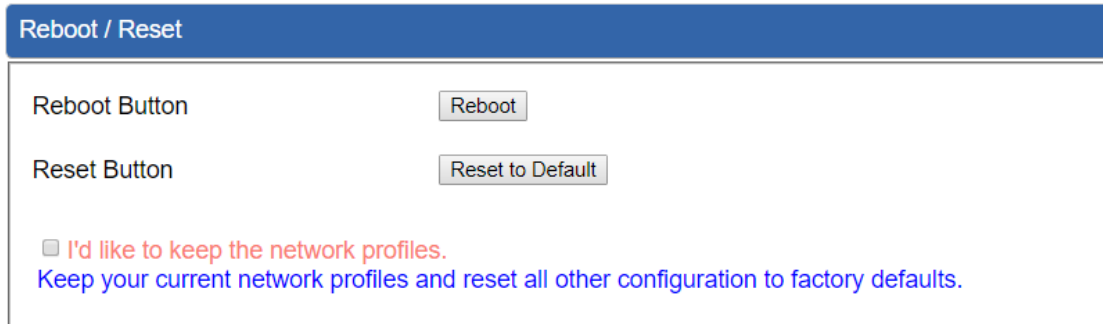 Reboot / Reset
Reboot Button Reboot
Reset Button Reset to Default
I'd like to keep the network profiles.
Keep your current network profiles and reset all other configuration to factory defaults.